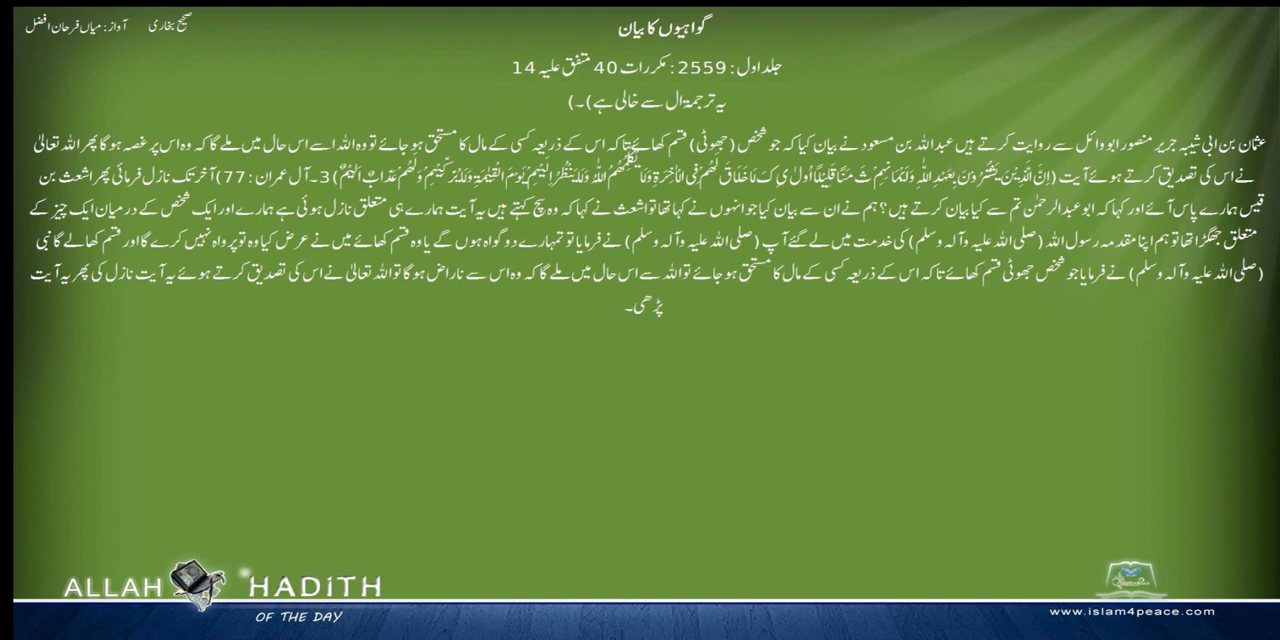 صحیح بخاری
آواز: میاں فرحان افضل
گواہیوں کا بیان
جلد اول: 2559: مکررات 40 متفق علیہ 14
یہ ترجمۃ ال سے خالی ہے)۔)
عثمان بن ابی شیبہ جریر منصور ابووائل سے روایت کرتے ہیں عبداللہ بن مسعود نے بیان کیا کہ جو شخص (جھوٹی) قسم کھائے تاکہ اس کے ذریعہ کسی کے مال کا مستحق ہو جائے تو وہ اللہ اسے اس حال میں ملے گا کہ وہ اس پر غصہ ہوگا پھر اللہ تعالیٰ
نے اس کی تصدیق کرتے ہوئے آیت (اِنَّ الَّذِيْنَ يَشْتَرُوْنَ بِعَهْدِ اللّٰهِ وَاَيْمَانِهِمْ ثَ مَنًا قَلِيْلًا اُولٰ ىِٕ كَ لَا خَلَاقَ لَھُمْ فِي الْاٰخِرَةِ وَلَا يُكَلِّمُھُمُ اللّٰهُ وَلَا يَنْظُرُ اِلَيْهِمْ يَوْمَ الْقِيٰمَةِ وَلَا يُزَكِّيْهِمْ وَلَھُمْ عَذَابٌ اَلِيْمٌ) 3۔ آل عمران: 77) آخر تک نازل فرمائی پھر اشعث بن
قیس ہمارے پاس آئے اور کہا کہ ابوعبدالرحمٰن تم سے کیا بیان کرتے ہیں؟ ہم نے ان سے بیان کیا جو انہوں نے کہا تھا تو اشعث نے کہا کہ وہ سچ کہتے ہیں یہ آیت ہمارے ہی متعلق نازل ہوئی ہے ہمارے اور ایک شخص کے درمیان ایک چیز کے
متعلق جھگڑا تھا تو ہم اپنا مقدمہ رسول اللہ (صلی اللہ علیہ وآلہ وسلم) کی خدمت میں لے گئے آپ (صلی اللہ علیہ وآلہ وسلم) نے فرمایا تو تمہارے دو گواہ ہوں گے یا وہ قسم کھائے میں نے عرض کیا وہ تو پرواہ نہیں کرے گا اور قسم کھالے گا نبی
(صلی اللہ علیہ وآلہ وسلم) نے فرمایا جو شخص جھوٹی قسم کھائے تاکہ اس کے ذریعہ کسی کے مال کا مستحق ہو جائے تو اللہ سے اس حال میں ملے گا کہ وہ اس سے ناراض ہوگا تو اللہ تعالیٰ نے اس کی تصدیق کرتے ہوئے یہ آیت نازل کی پھر یہ آیت
پڑھی۔
ALLAH HADITH
OF THE DAY
www.islam4peace.com